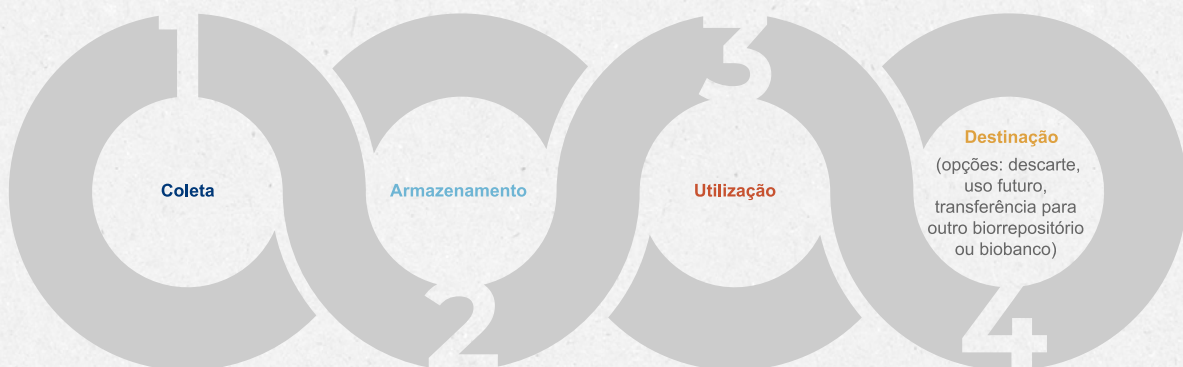 1
Coleta
2
Armazenamento
3
Utilização
Destinação
(opções: descarte,
uso futuro,
transferência para
outro biorrepositório
ou biobanco)
4